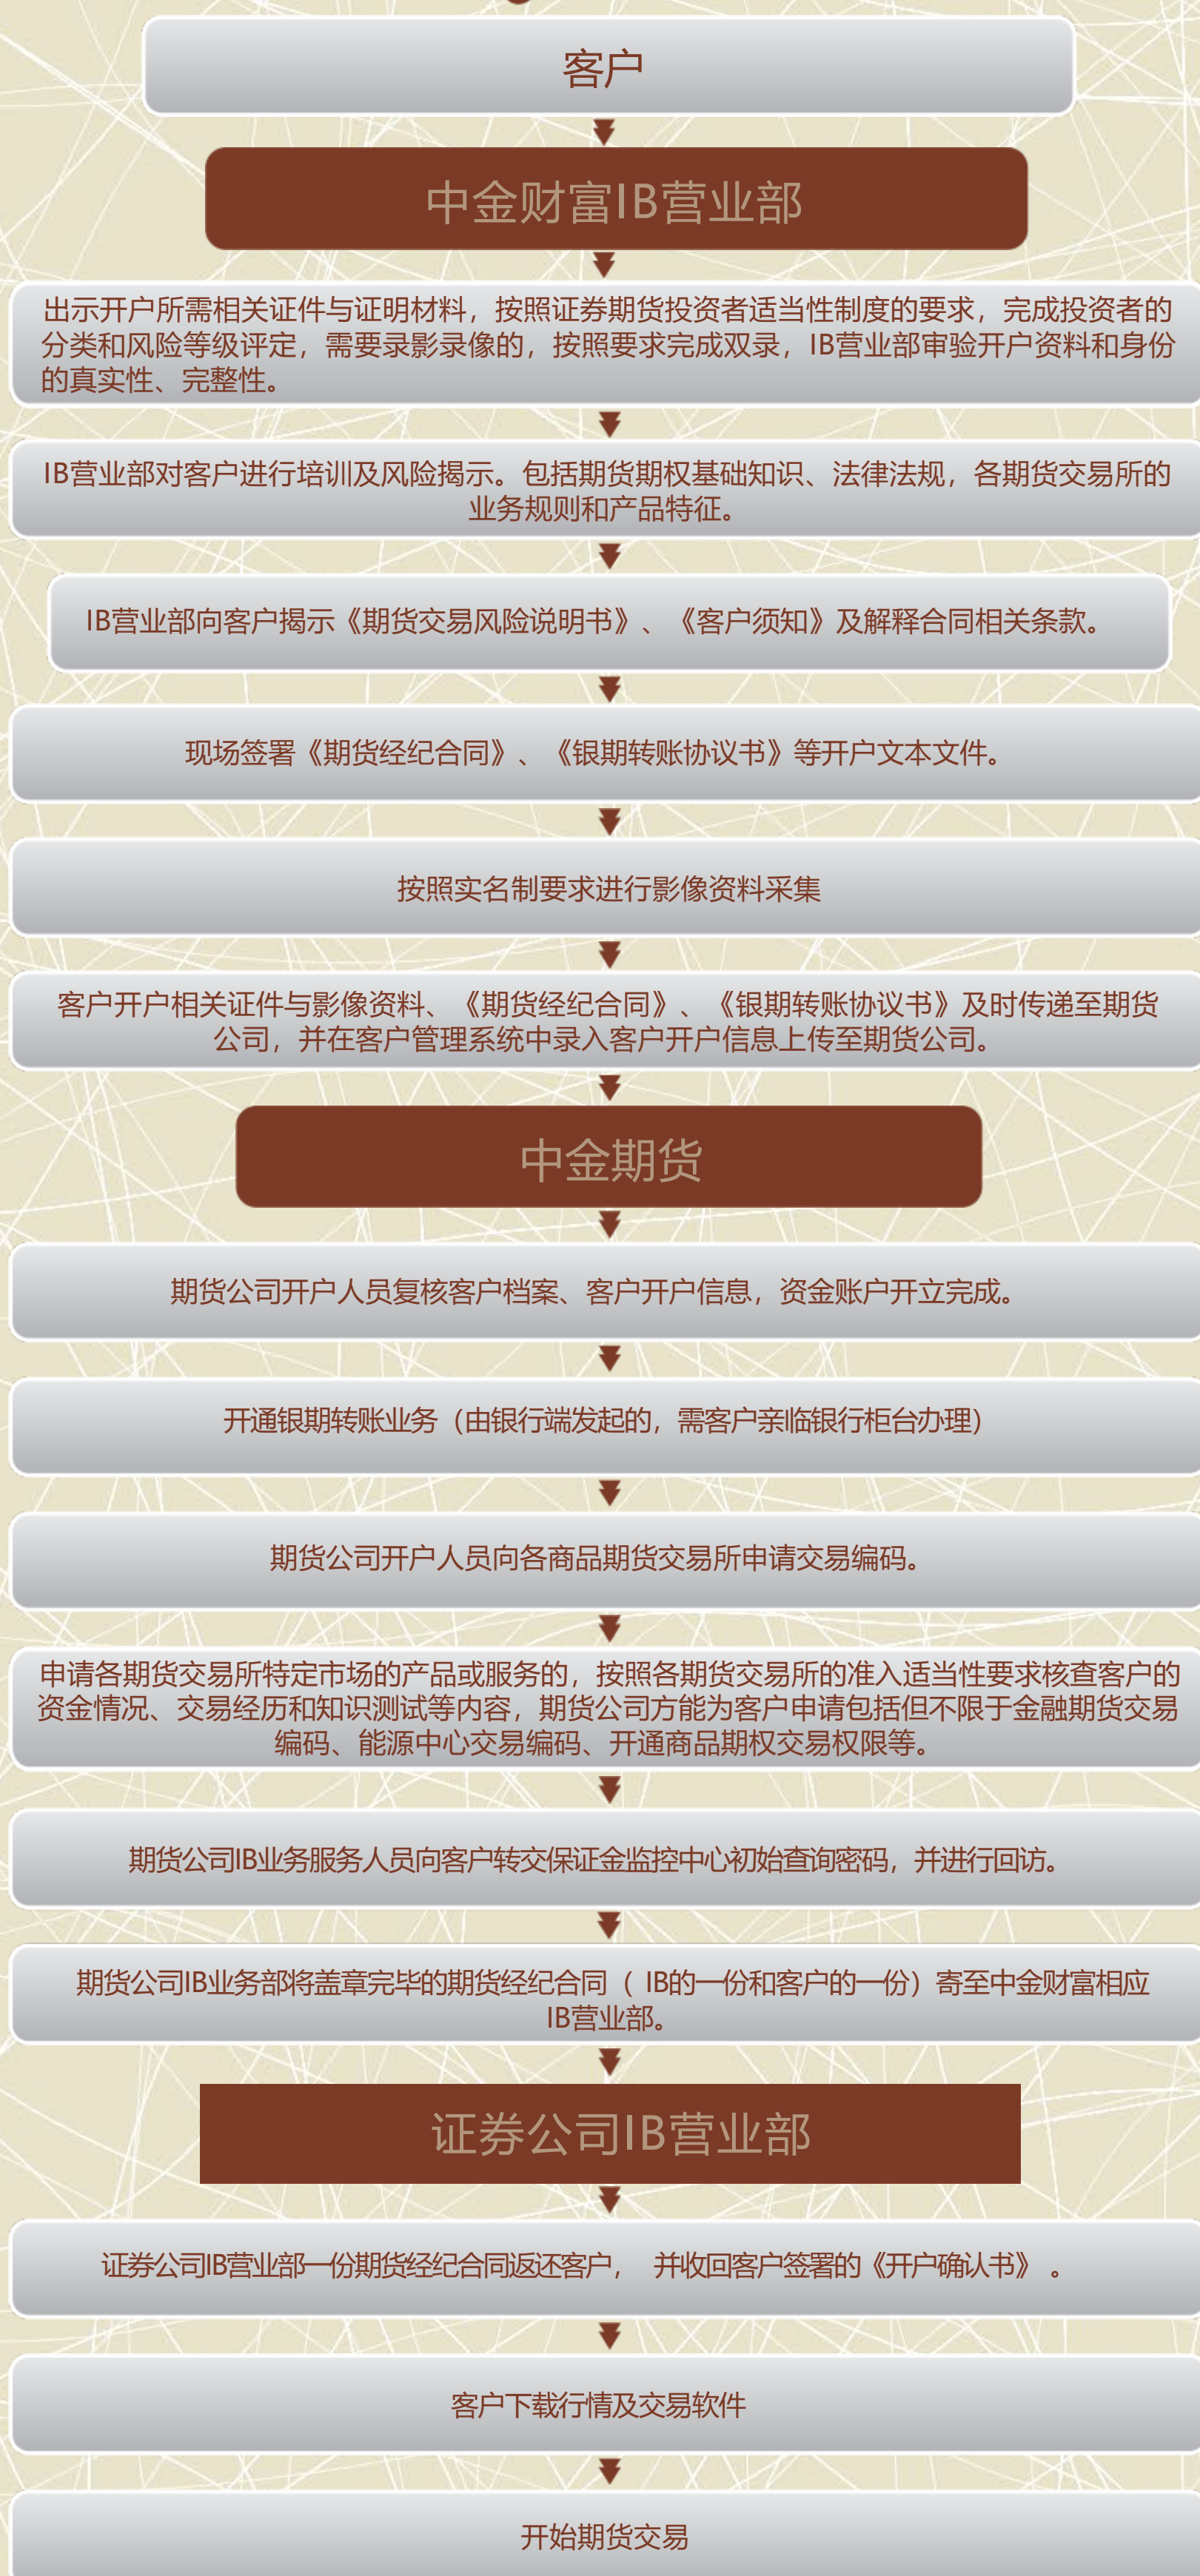 客户
中金财富IB营业部
出示开户所需相关证件与证明材料，按照证券期货投资者适当性制度的要求，完成投资者的
分类和风险等级评定，需要录影录像的，按照要求完成双录，IB营业部审验开户资料和身份
的真实性、完整性。
IB营业部对客户进行培训及风险揭示。包括期货期权基础知识、法律法规，各期货交易所的
业务规则和产品特征。
IB营业部向客户揭示《期货交易风险说明书》、《客户须知》及解释合同相关条款。
现场签署《期货经纪合同》、《银期转账协议书》等开户文本文件。
按照实名制要求进行影像资料采集
客户开户相关证件与影像资料、《期货经纪合同》、《银期转账协议书》及时传递至期货
公司，并在客户管理系统中录入客户开户信息上传至期货公司。
中金期货
期货公司开户人员复核客户档案、客户开户信息，资金账户开立完成。
开通银期转账业务（由银行端发起的，需客户亲临银行柜台办理）
期货公司开户人员向各商品期货交易所申请交易编码。
申请各期货交易所特定市场的产品或服务的，按照各期货交易所的准入适当性要求核查客户的
资金情况、交易经历和知识测试等内容，期货公司方能为客户申请包括但不限于金融期货交易
编码、能源中心交易编码、开通商品期权交易权限等。
期货公司IB业务服务人员向客户转交保证金监控中心初始查询密码，并进行回访。
期货公司IB业务部将盖章完毕的期货经纪合同（ IB的一份和客户的一份）寄至中金财富相应
IB营业部。
证券公司IB营业部
证券公司IB营业部一份期货经纪合同返还客户， 并收回客户签署的《开户确认书》 。
客户下载行情及交易软件
开始期货交易